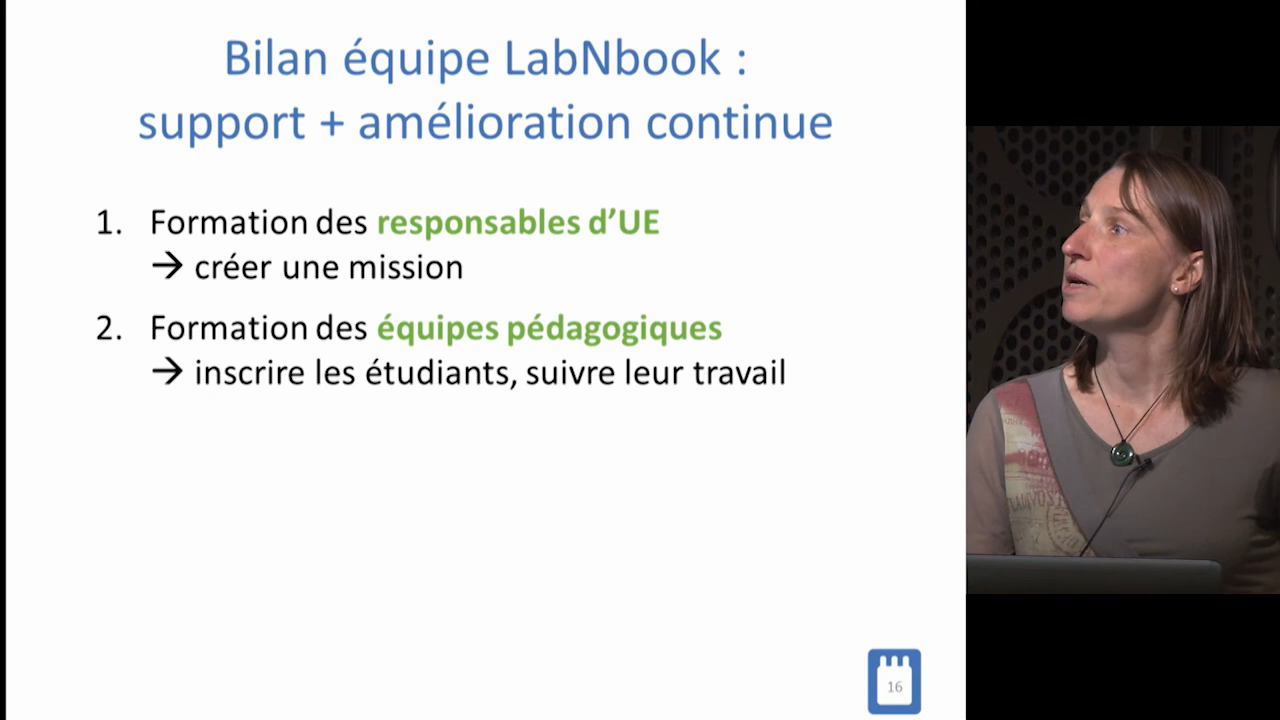 Bilan équipe LabNbook :
support + amélioration continue
1. Formation des responsables d’UE
→ créer une mission
2. Formation des équipes pédagogiques
→ inscrire les étudiants, suivre leur travail
16